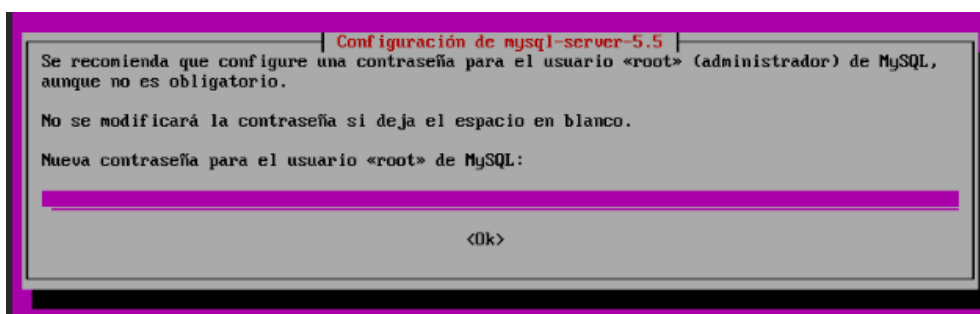 Configuración de mysql-server-5.5
Se recomienda que configure una contraseña para el usuario «root» (administrador) de MySQL,
aunque no es obligatorio.
No se modificará la contraseña si deja el espacio en blanco.
Nueva contraseña para el usuario «root» de MySQL:
<Ok>